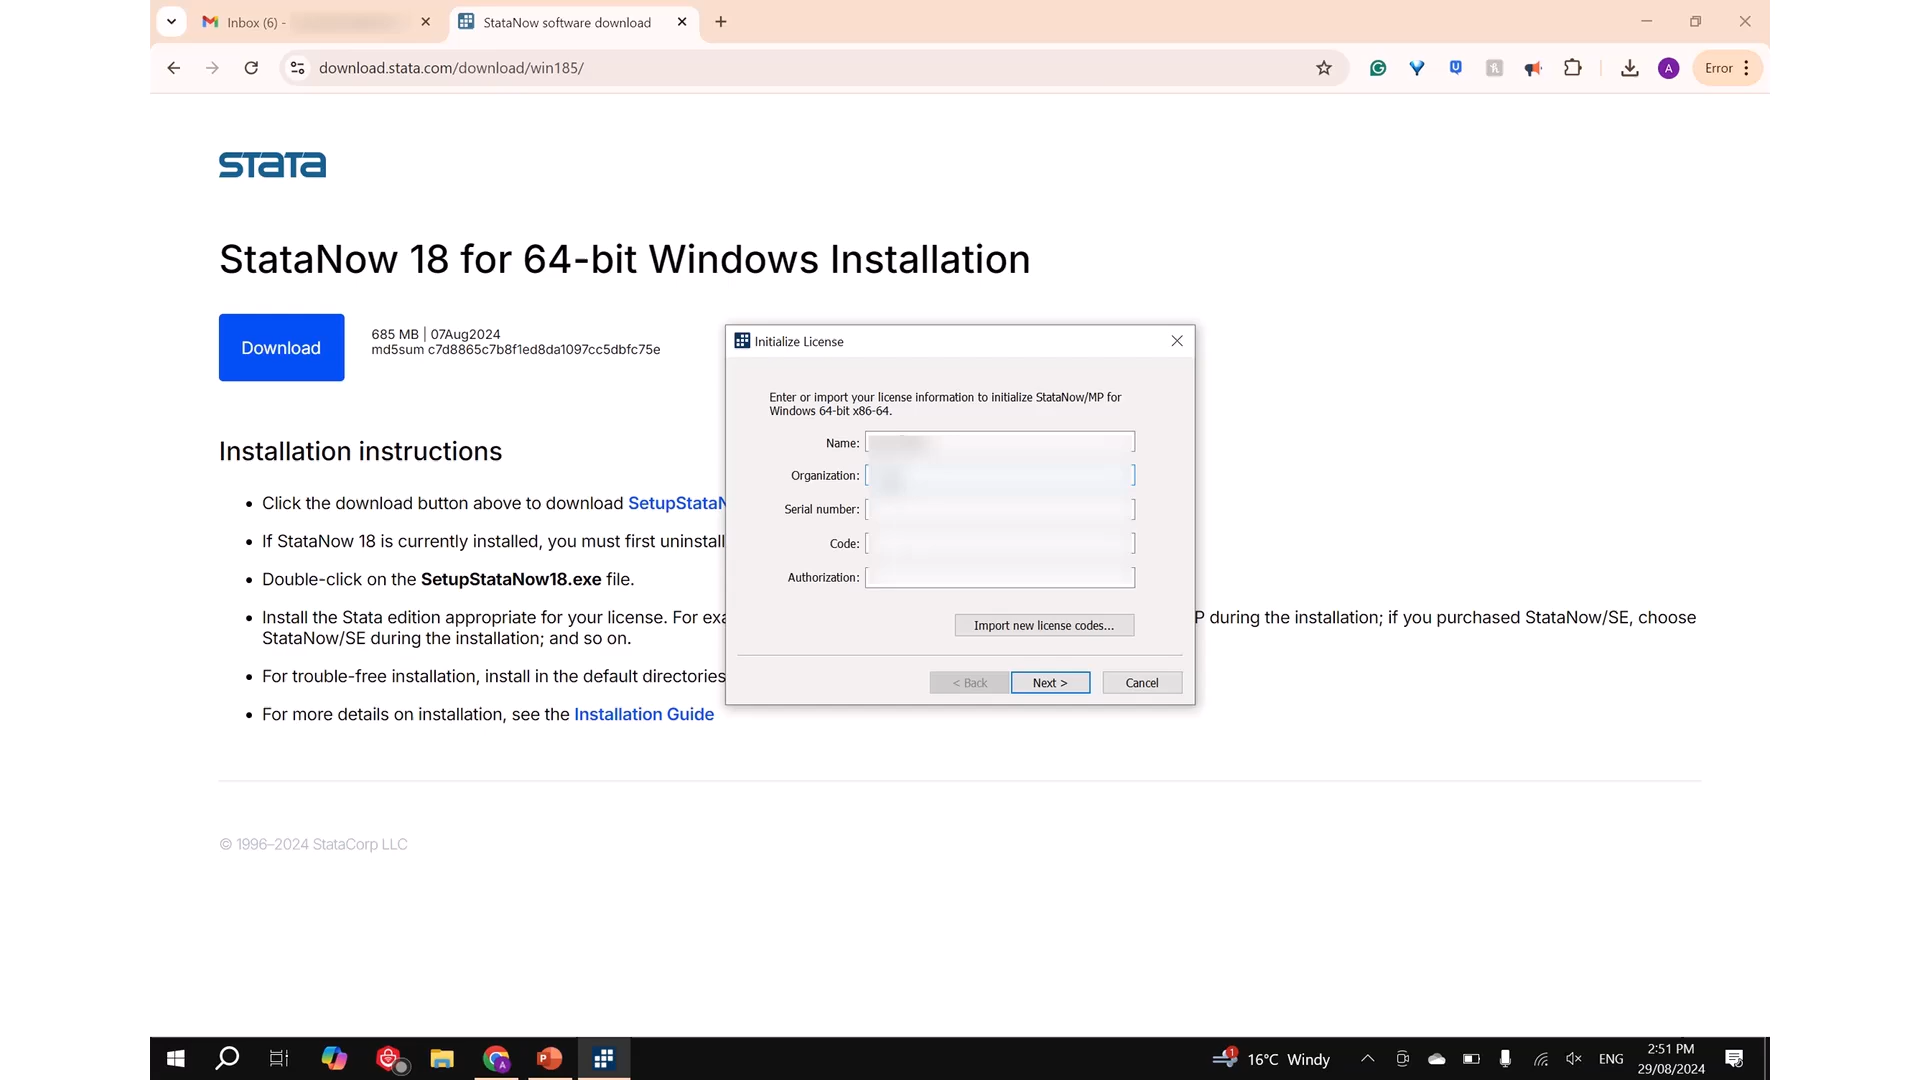 Inbox (6) -
StataNow software download
download.stata.com/download/win185/
A
Error
stata
StataNow 18 for 64-bit Windows Installation
Download
685 MB | 07Aug2024
md5sum c7d8865c7b8f1ed8da1097cc5dbfc75e
Initialize License
Enter or import your license information to initialize StataNow/MP for
Windows 64-bit x86-64.
Name:
Organization:
Serial number:
Code:
Authorization:
Import new license codes...
< Back
Next >
Cancel
Installation instructions
Click the download button above to download SetupStataN
If StataNow 18 is currently installed, you must first uninstall
Double-click on the SetupStataNow18.exe file.
Install the Stata edition appropriate for your license. For exa P during the installation; if you purchased StataNow/SE, choose
StataNow/SE during the installation; and so on.
For trouble-free installation, install in the default directories
For more details on installation, see the Installation Guide
© 1996–2024 StataCorp LLC
1
16°C Windy
ENG
2:51 PM
29/08/2024